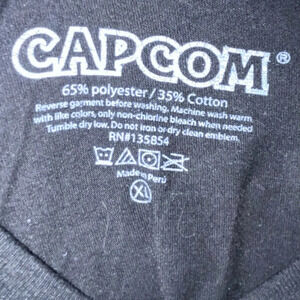 CAPCOM®
65% polyester / 35% Cotton
Reverse garment before washing. Machine wash warm
with like colors, only non-chlorine bleach when needed
Tumble dry low. Do not iron or dry clean emblem.
RN#135854
Made in Perú
XL